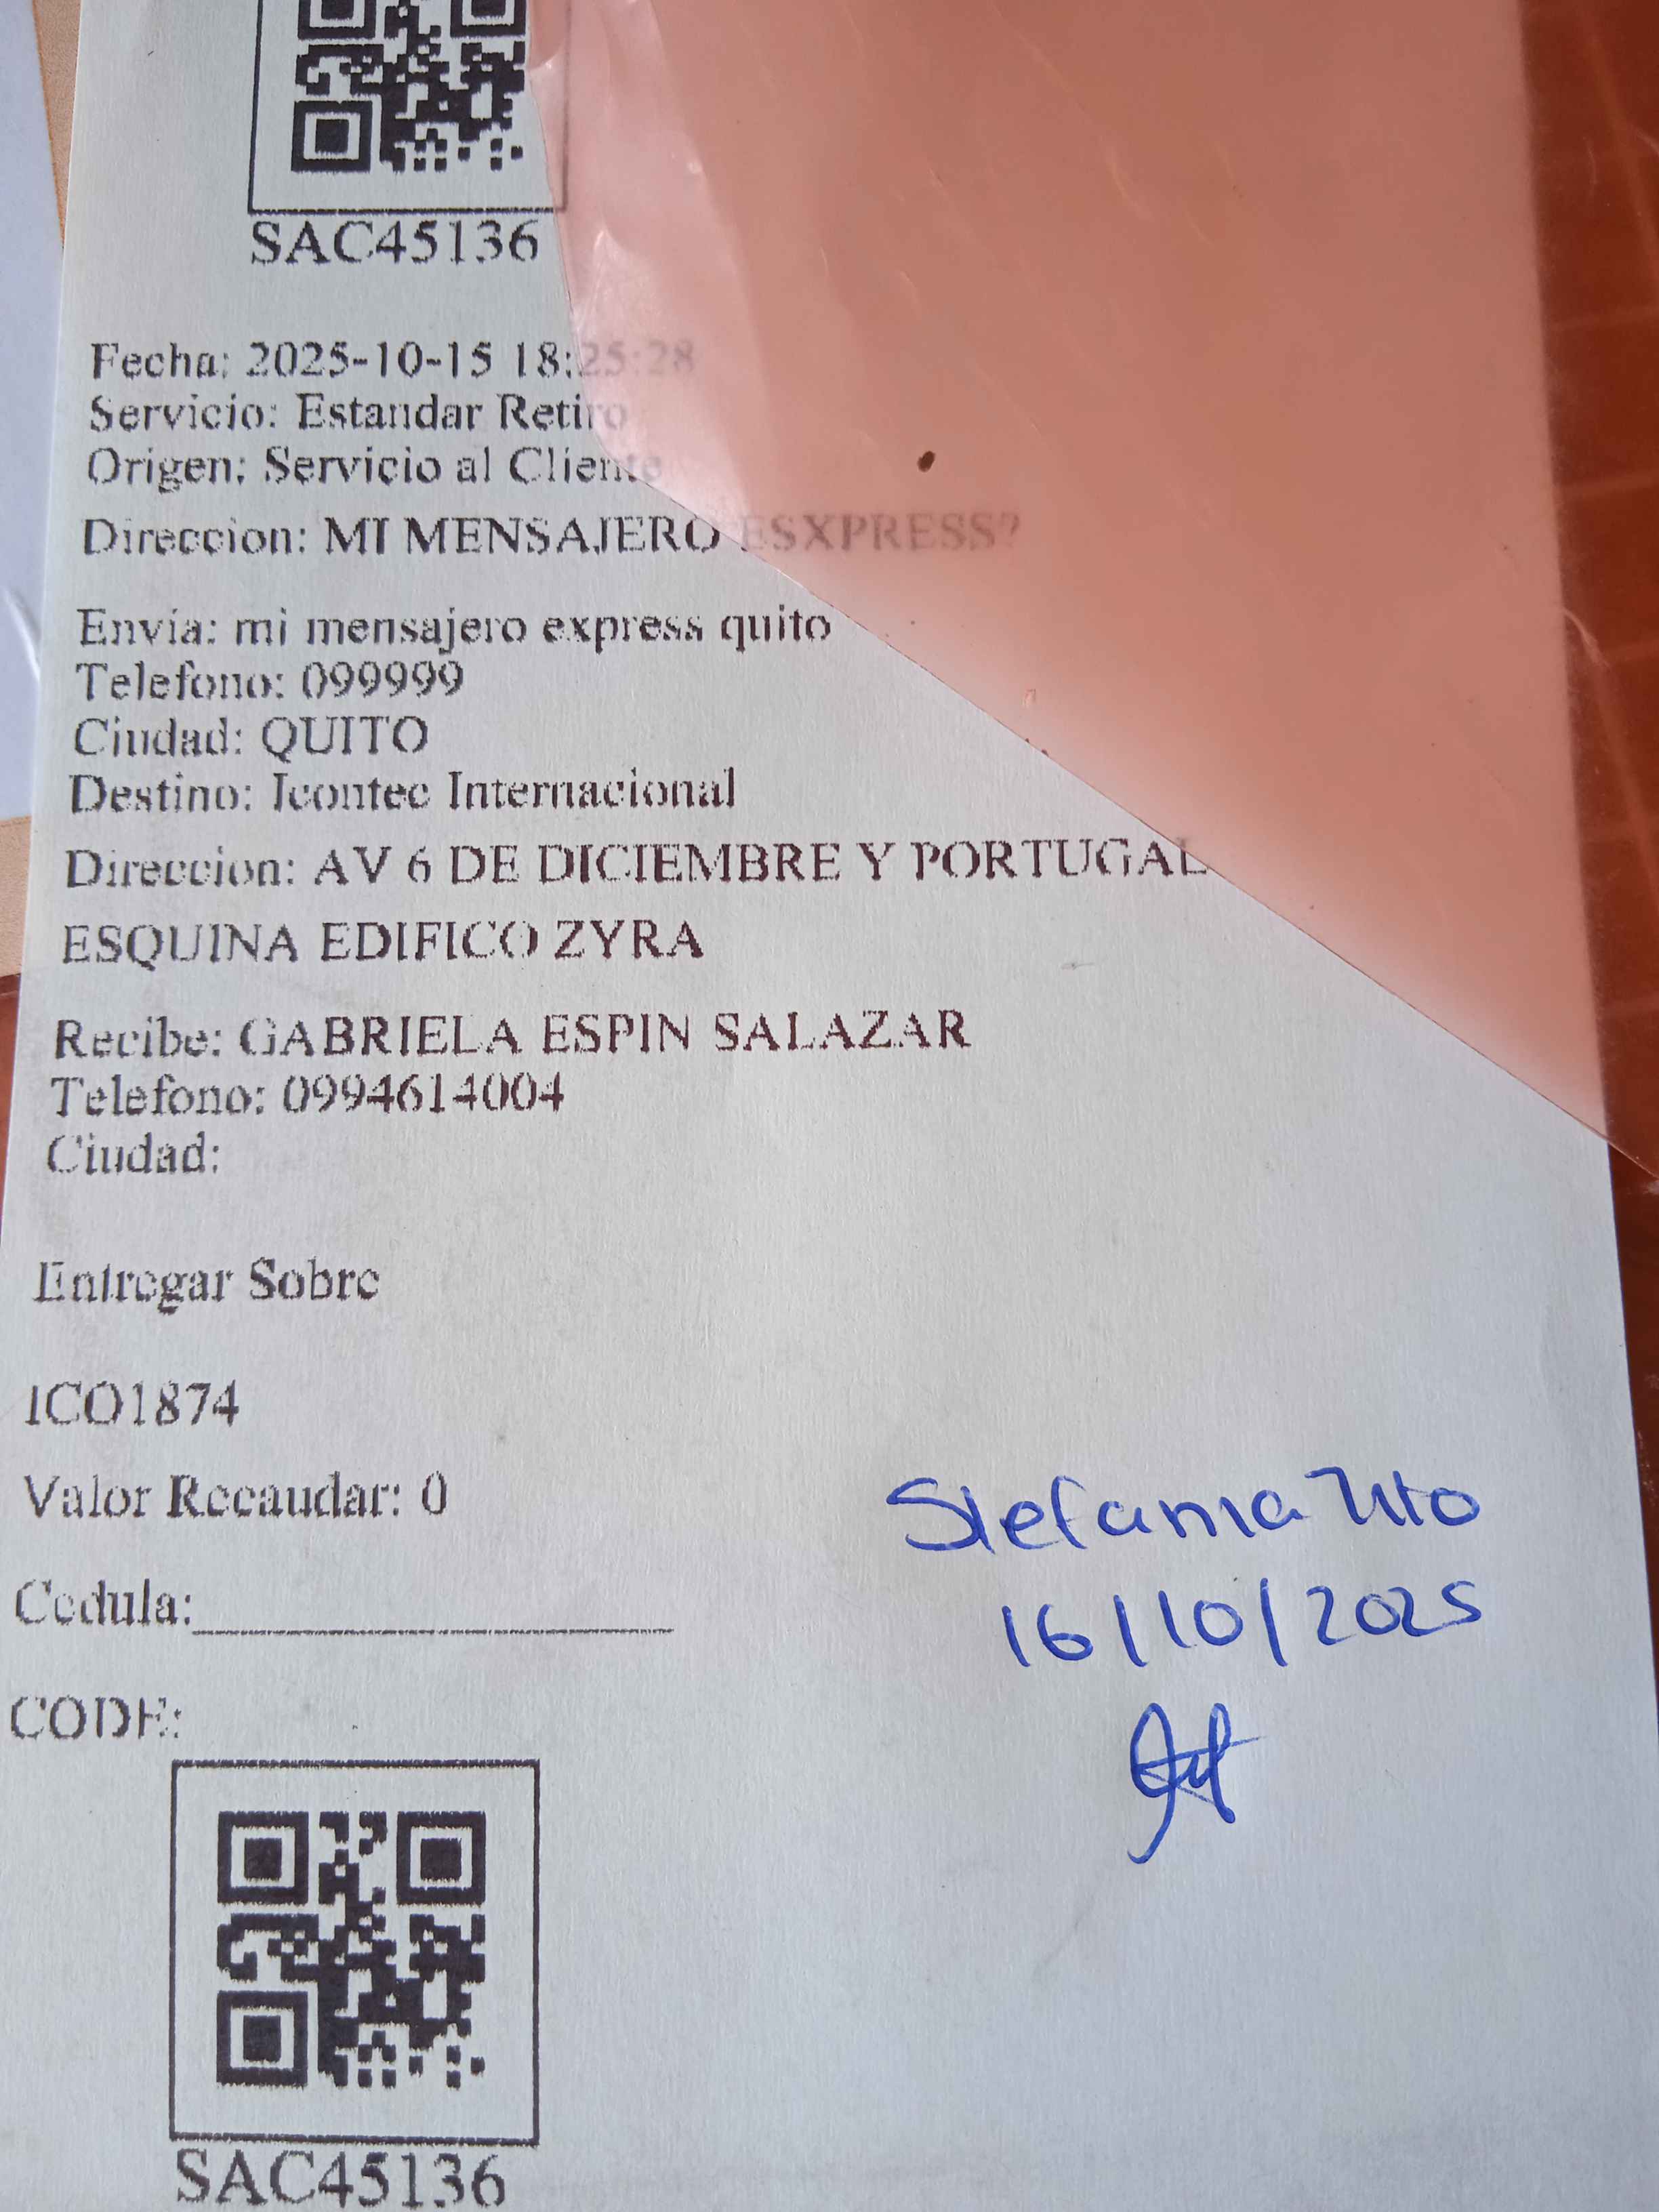 SAC45136
Fecha: 2025-10-15 18:25:28
Servicio: Estandar Retiro
Origen: Servicio al Cliente
Direccion: MI MENSAJERO ESXPRESS?
Envia: mi mensajero express quito
Telefono: 099999
Ciudad: QUITO
Destino: Icontec Internacional
Direccion: AV 6 DE DICIEMBRE Y PORTUGAL
ESQUINA EDIFICO ZYRA
Recibe: GABRIELA ESPIN SALAZAR
Telefono: 0994614004
Ciudad:
Entregar Sobre
ICO1874
Valor Recaudar: 0
Stefania Tito
16/10/2025
Cedula:
CODE:
SAC45136